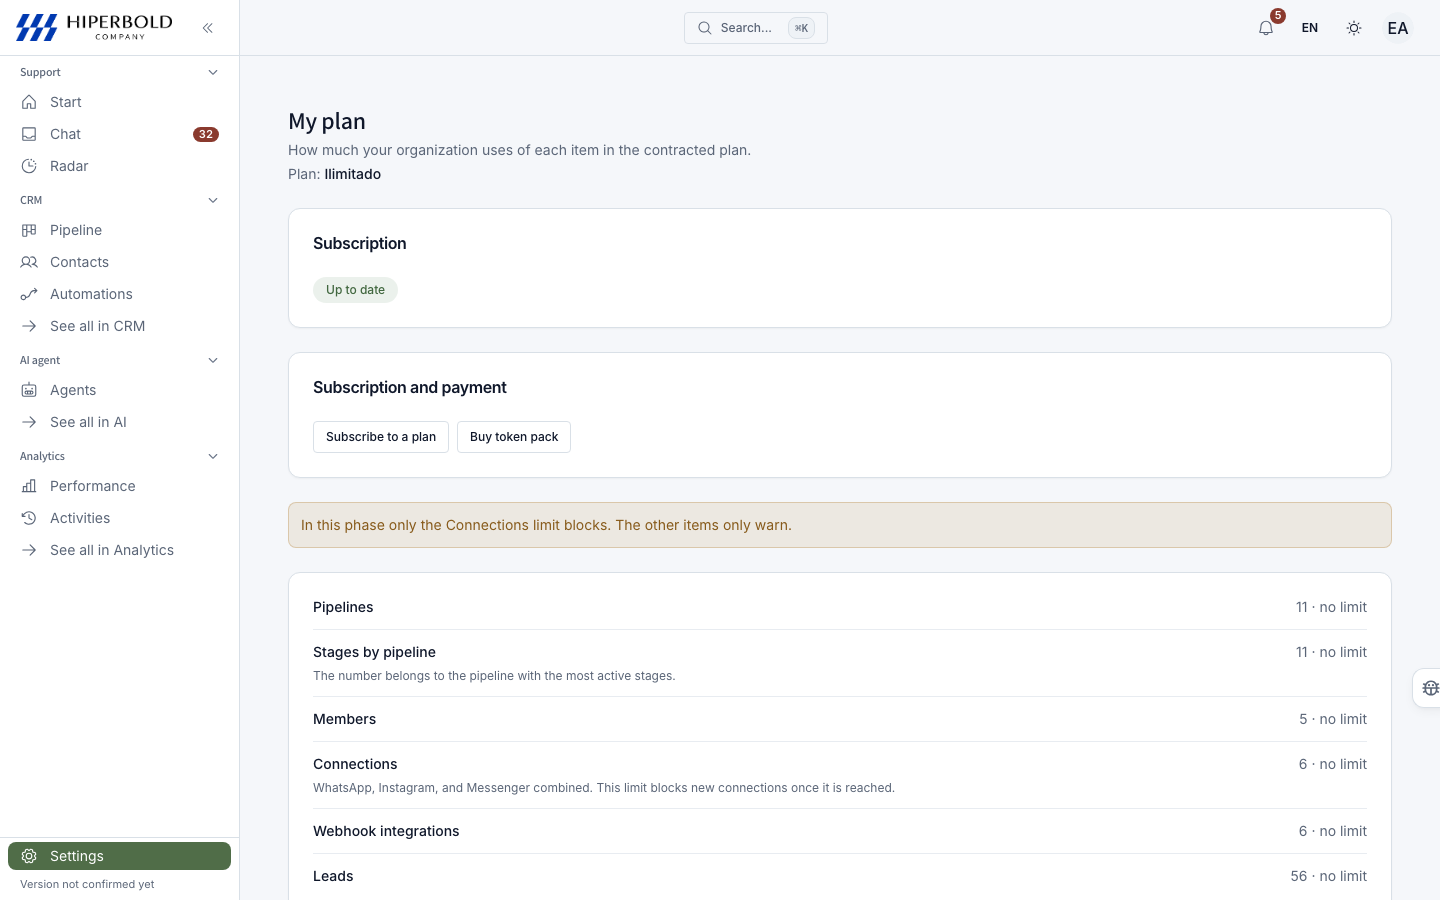 HIPERBOLD
COMPANY
Search...
⌘K
5
EN
EA
Support
Start
Chat
32
Radar
CRM
Pipeline
Contacts
Automations
See all in CRM
AI agent
Agents
See all in AI
Analytics
Performance
Activities
See all in Analytics
Settings
Version not confirmed yet
My plan
How much your organization uses of each item in the contracted plan.
Plan: Ilimitado
Subscription
Up to date
Subscription and payment
Subscribe to a plan
Buy token pack
In this phase only the Connections limit blocks. The other items only warn.
Pipelines
11 · no limit
Stages by pipeline
11 · no limit
The number belongs to the pipeline with the most active stages.
Members
5 · no limit
Connections
6 · no limit
WhatsApp, Instagram, and Messenger combined. This limit blocks new connections once it is reached.
Webhook integrations
6 · no limit
Leads
56 · no limit